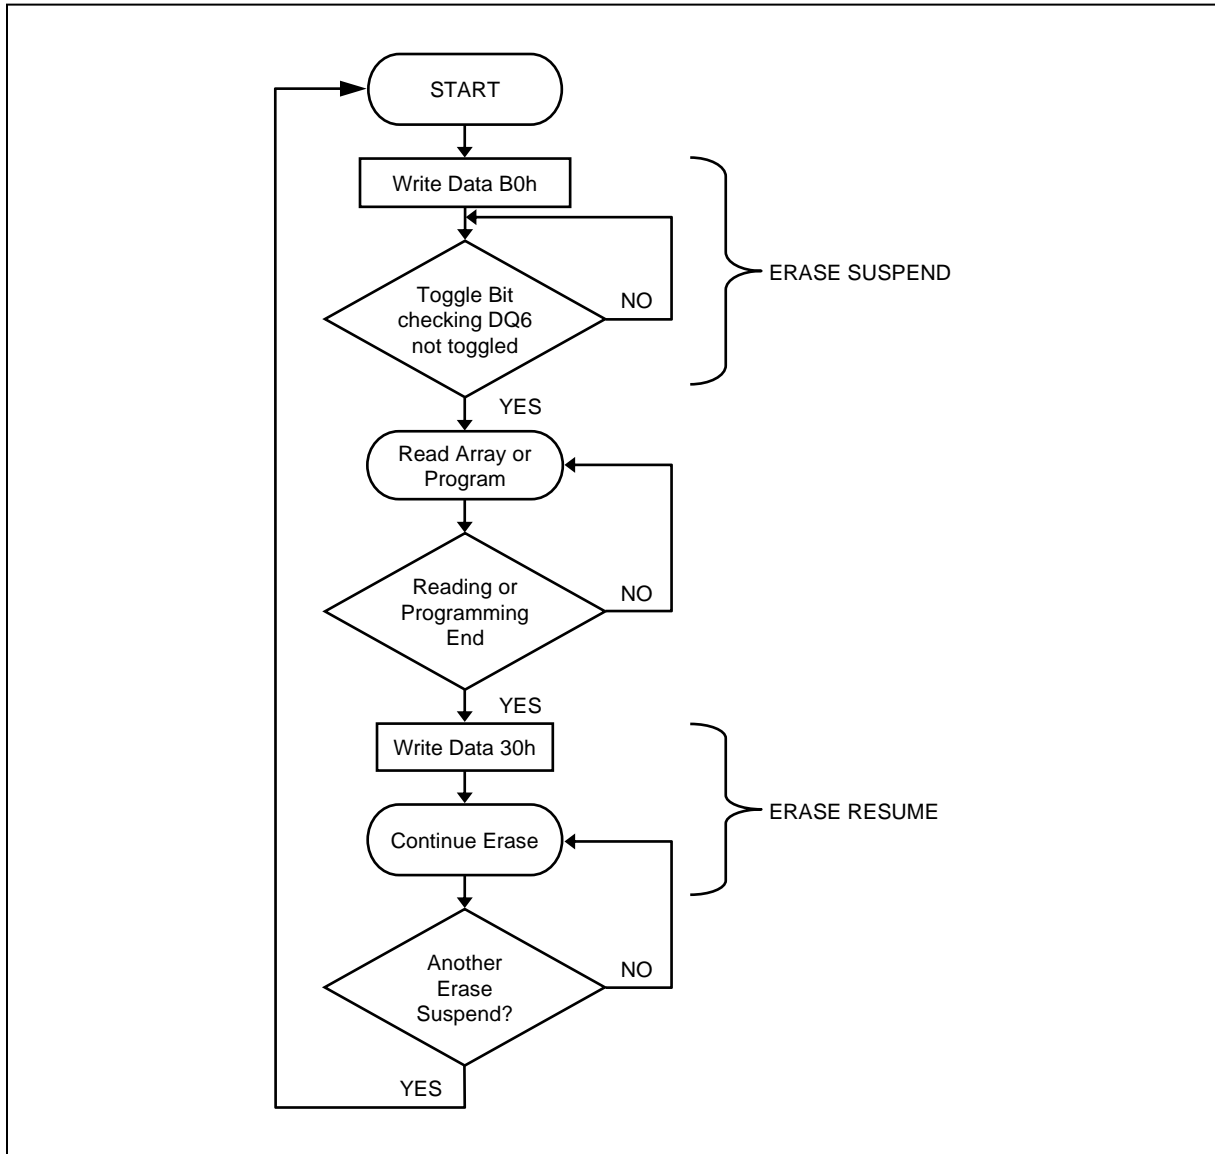 START
Write Data B0h
ERASE SUSPEND
Toggle Bit
checking DQ6
not toggled
NO
YES
Read Array or
Program
Reading or
Programming
End
NO
YES
Write Data 30h
ERASE RESUME
Continue Erase
Another
Erase
Suspend?
NO
YES